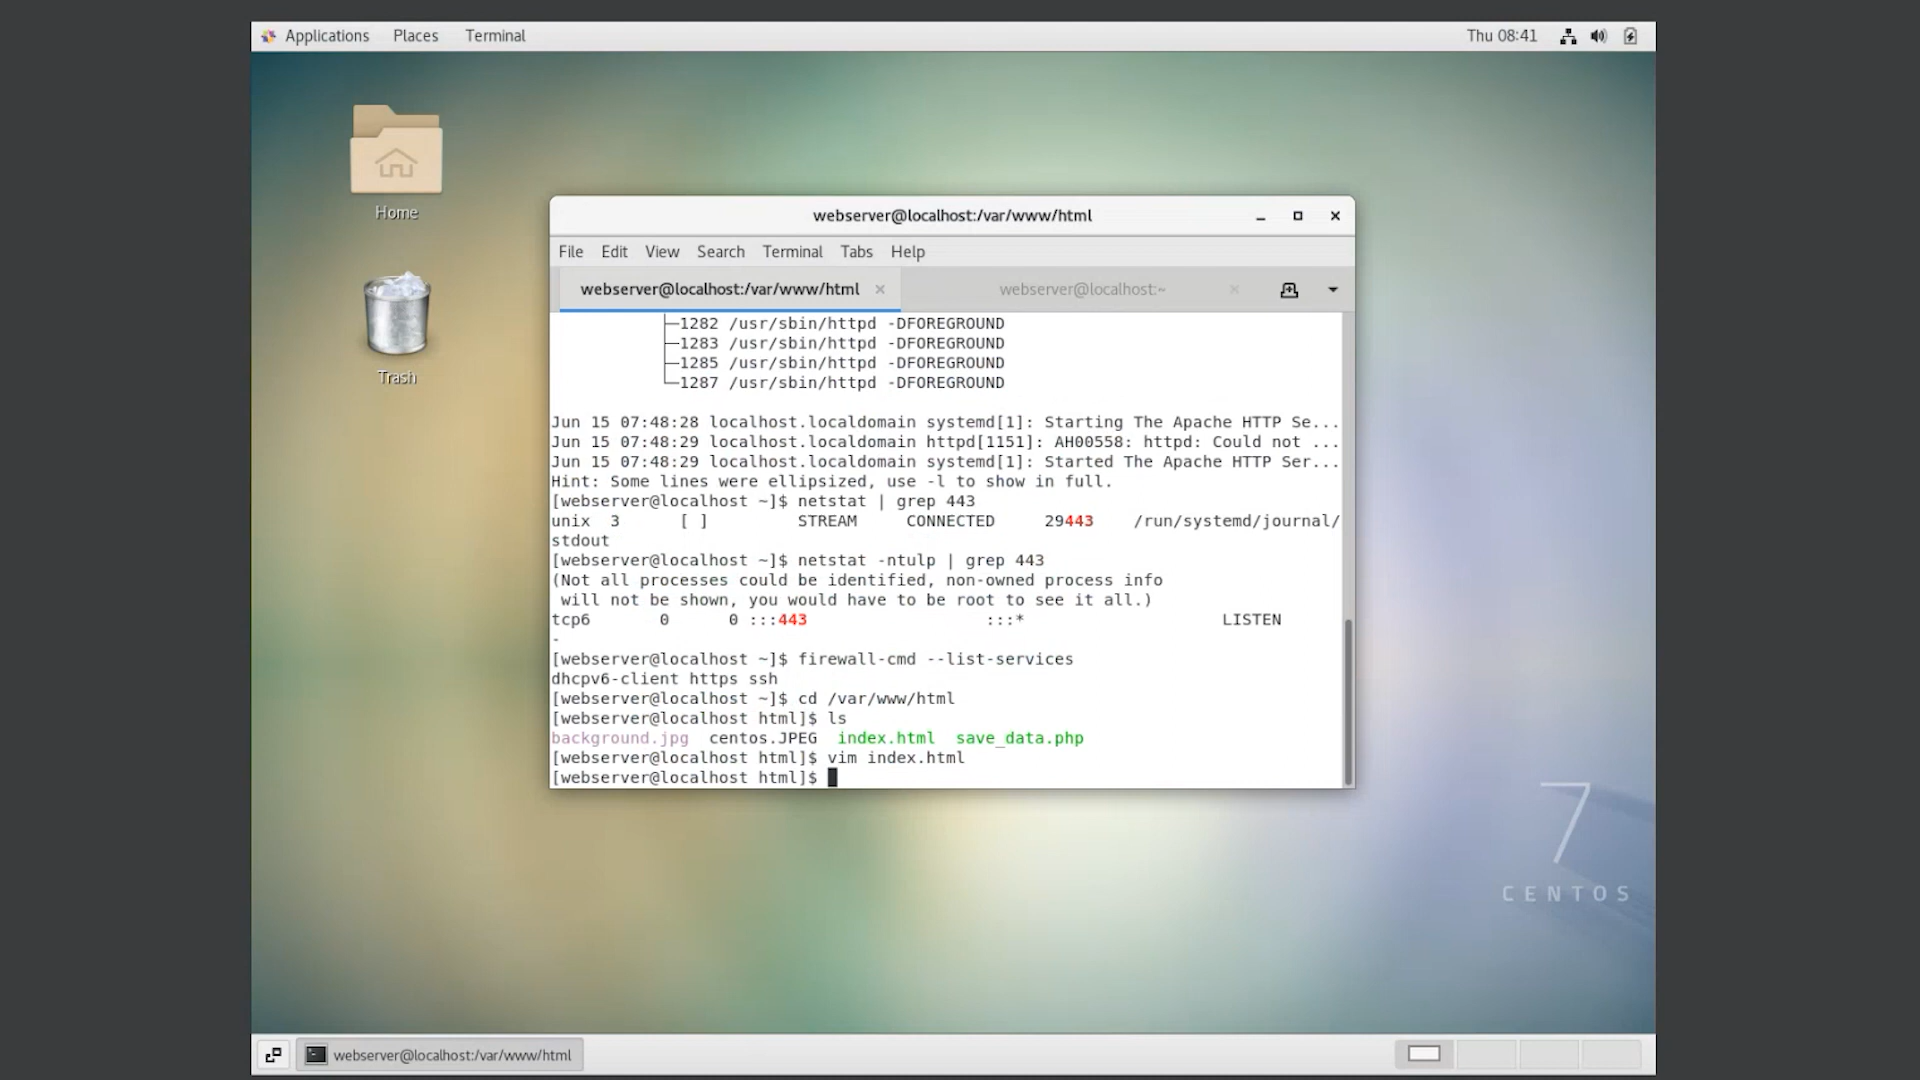 Applications Places Terminal Thu 08:41
Home
Trash
webserver@localhost:/var/www/html
File Edit View Search Terminal Tabs Help
webserver@localhost:/var/www/html webserver@localhost:~
├─1282 /usr/sbin/httpd -DFOREGROUND
├─1283 /usr/sbin/httpd -DFOREGROUND
├─1285 /usr/sbin/httpd -DFOREGROUND
└─1287 /usr/sbin/httpd -DFOREGROUND
Jun 15 07:48:28 localhost.localdomain systemd[1]: Starting The Apache HTTP Se...
Jun 15 07:48:29 localhost.localdomain httpd[1151]: AH00558: httpd: Could not ...
Jun 15 07:48:29 localhost.localdomain systemd[1]: Started The Apache HTTP Ser...
Hint: Some lines were ellipsized, use -l to show in full.
[webserver@localhost ~]$ netstat | grep 443
unix 3 [ ] STREAM CONNECTED 29443 /run/systemd/journal/
stdout
[webserver@localhost ~]$ netstat -ntulp | grep 443
(Not all processes could be identified, non-owned process info
will not be shown, you would have to be root to see it all.)
tcp6 0 0 :::443 :::* LISTEN
-
[webserver@localhost ~]$ firewall-cmd --list-services
dhcpv6-client https ssh
[webserver@localhost ~]$ cd /var/www/html
[webserver@localhost html]$ ls
background.jpg centos.JPEG index.html save_data.php
[webserver@localhost html]$ vim index.html
[webserver@localhost html]$
7
CENTOS
webserver@localhost:/var/www/html